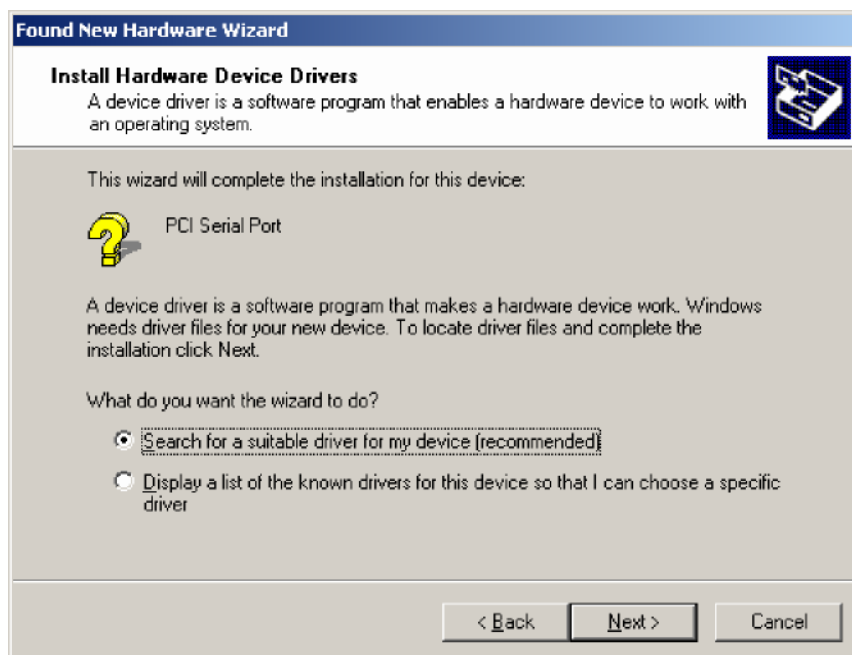 Found New Hardware Wizard
Install Hardware Device Drivers
A device driver is a software program that enables a hardware device to work with
an operating system.
This wizard will complete the installation for this device:
PCI Serial Port
A device driver is a software program that makes a hardware device work. Windows
needs driver files for your new device. To locate driver files and complete the
installation click Next.
What do you want the wizard to do?
Search for a suitable driver for my device (recommended)
Display a list of the known drivers for this device so that I can choose a specific
driver
< Back
Next >
Cancel